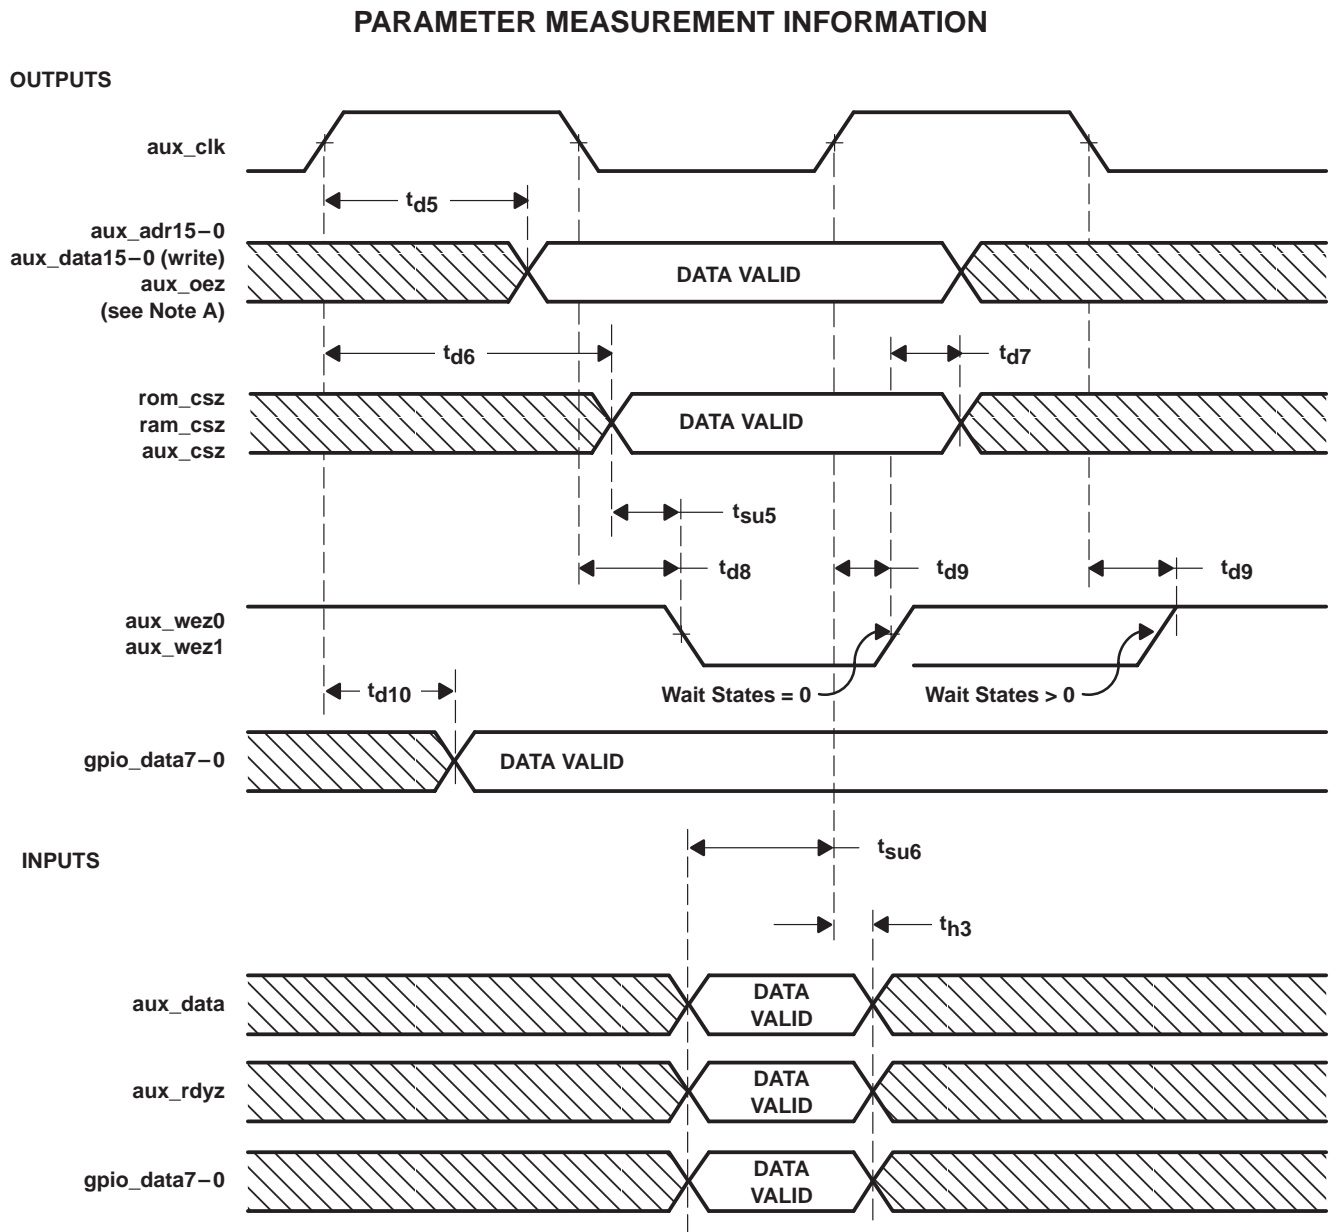 PARAMETER MEASUREMENT INFORMATION
OUTPUTS
aux_clk
td5
aux_adr15−0
aux_data15−0 (write)
aux_oez
(see Note A)
DATA VALID
td6
td7
rom_csz
ram_csz
aux_csz
DATA VALID
tsu5
td8
td9
td9
aux_wez0
aux_wez1
Wait States = 0
Wait States > 0
td10
gpio_data7−0
DATA VALID
INPUTS
tsu6
th3
aux_data
DATA
VALID
aux_rdyz
DATA
VALID
gpio_data7−0
DATA
VALID